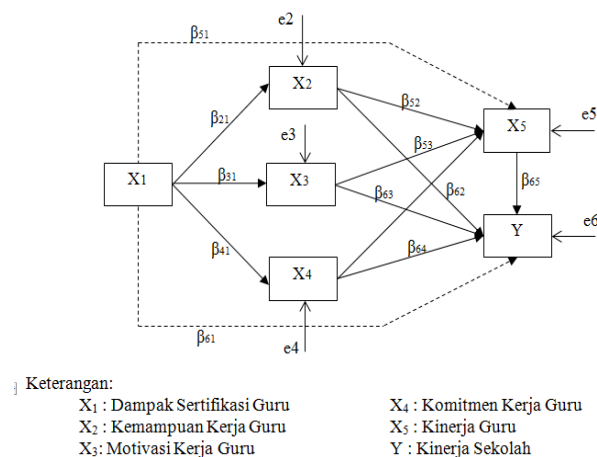 e2
β51
X2
β52
X5
e5
β21
e3
β53
X1
β31
X3
β63
β62
β65
e6
β41
X4
β64
Y
β61
e4
Keterangan:
X1 : Dampak Sertifikasi Guru
X2 : Kemampuan Kerja Guru
X3: Motivasi Kerja Guru
X4 : Komitmen Kerja Guru
X5 : Kinerja Guru
Y : Kinerja Sekolah